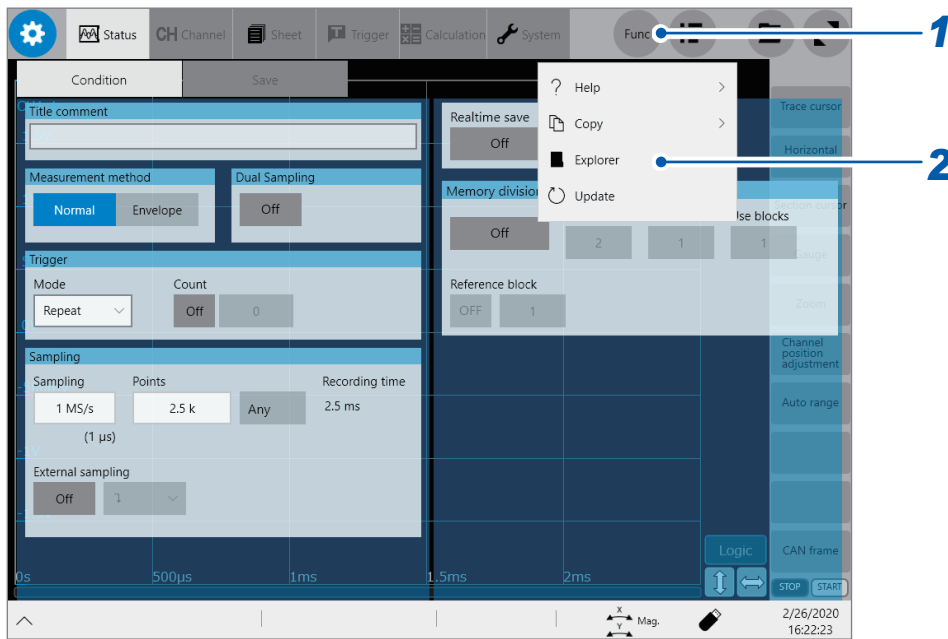 Status
CH Channel
Sheet
Trigger
Calculation
System
Func
1
Condition
Save
Help
Copy
Explorer
2
Update
Title comment
Realtime save
Off
Trace cursor
Horizontal
Measurement method
Normal
Envelope
Dual Sampling
Off
Memory division
Off
2
1
Use blocks
1
Section cursor
Gauge
Trigger
Mode
Repeat
Count
Off
0
Reference block
OFF
1
Zoom
Channel
position
adjustment
Sampling
Sampling
1 MS/s
(1 μs)
Points
2.5 k
Any
Recording time
2.5 ms
Auto range
External sampling
Off
Logic
CAN frame
0s
500μs
1ms
1.5ms
2ms
STOP
START
X
Y
Mag.
2/26/2020
16:22:23